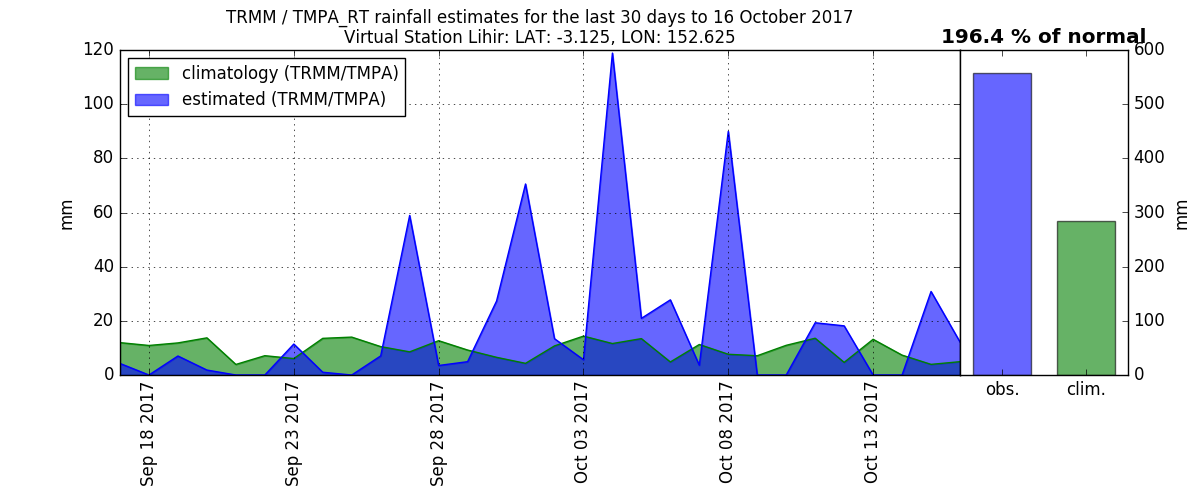 TRMM / TMPA_RT rainfall estimates for the last 30 days to 16 October 2017
Virtual Station Lihir: LAT: -3.125, LON: 152.625
196.4 % of normal
climatology (TRMM/TMPA)
estimated (TRMM/TMPA)
mm
120
100
80
60
40
20
0
Sep 18 2017
Sep 23 2017
Sep 28 2017
Oct 03 2017
Oct 08 2017
Oct 13 2017
600
500
400
300
200
100
0
mm
obs.
clim.